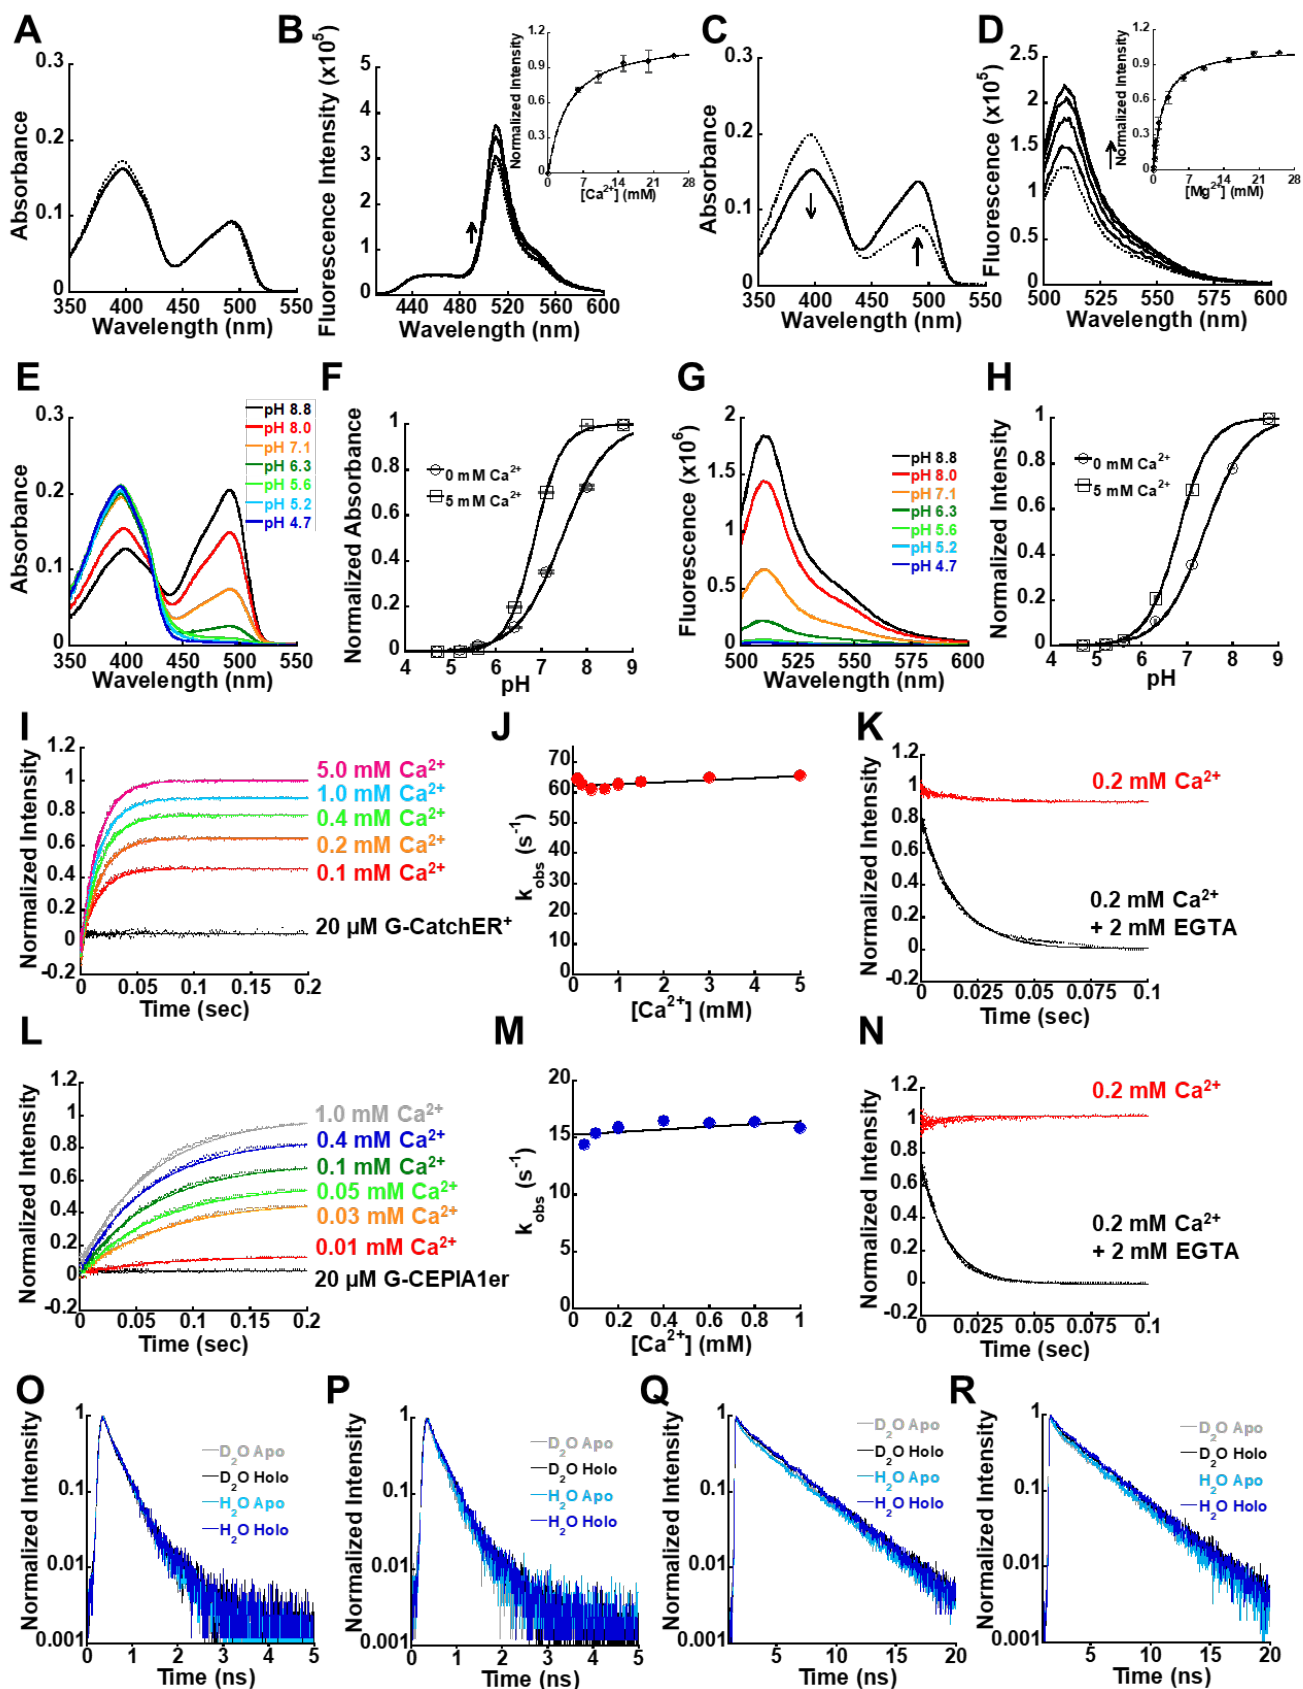 A
Absorbance
0.3
0.2
0.1
0
350 400 450 500 550
Wavelength (nm)
B
Fluorescence Intensity (x10⁵)
5
4
3
2
1
0
440 480 520 560 600
Wavelength (nm)
Normalized Intensity
1.2
0.9
0.6
0.3
0
0 7 14 21 28
[Ca²⁺] (mM)
C
Absorbance
0.3
0.2
0.1
0
350 400 450 500 550
Wavelength (nm)
D
Fluorescence (x10⁵)
2.5
2
1.5
1
0.5
0
500 525 550 575 600
Wavelength (nm)
Normalized Intensity
1.2
0.9
0.6
0.3
0
0 7 14 21 28
[Mg²⁺] (mM)
E
Absorbance
0.3
0.2
0.1
0
350 400 450 500 550
Wavelength (nm)
pH 8.8
pH 8.0
pH 7.1
pH 6.3
pH 5.6
pH 5.2
pH 4.7
F
Normalized Absorbance
1
0.8
0.6
0.4
0.2
0
4 5 6 7 8 9
pH
0 mM Ca²⁺
5 mM Ca²⁺
G
Fluorescence (x10⁶)
2
1.5
1
0.5
0
500 525 550 575 600
Wavelength (nm)
pH 8.8
pH 8.0
pH 7.1
pH 6.3
pH 5.6
pH 5.2
pH 4.7
H
Normalized Intensity
1
0.8
0.6
0.4
0.2
0
4 5 6 7 8 9
pH
0 mM Ca²⁺
5 mM Ca²⁺
I
Normalized Intensity
1.2
1
0.8
0.6
0.4
0.2
0
-0.2
0 0.05 0.1 0.15 0.2
Time (sec)
5.0 mM Ca²⁺
1.0 mM Ca²⁺
0.4 mM Ca²⁺
0.2 mM Ca²⁺
0.1 mM Ca²⁺
20 µM G-CatchER⁺
J
k_obs (s⁻¹)
70
60
50
40
30
20
10
0
0 1 2 3 4 5
[Ca²⁺] (mM)
K
Normalized Intensity
1.2
1
0.8
0.6
0.4
0.2
0
-0.2
0 0.025 0.075 0.1
Time (sec)
0.2 mM Ca²⁺
0.2 mM Ca²⁺
+ 2 mM EGTA
L
Normalized Intensity
1.2
1
0.8
0.6
0.4
0.2
0
-0.2
0 0.05 0.1 0.15 0.2
Time (sec)
1.0 mM Ca²⁺
0.4 mM Ca²⁺
0.1 mM Ca²⁺
0.05 mM Ca²⁺
0.03 mM Ca²⁺
0.01 mM Ca²⁺
20 µM G-CEPIA1er
M
k_obs (s⁻¹)
20
15
10
5
0
0 0.2 0.4 0.6 0.8 1
[Ca²⁺] (mM)
N
Normalized Intensity
1.2
1
0.8
0.6
0.4
0.2
0
-0.2
0 0.025 0.075 0.1
Time (sec)
0.2 mM Ca²⁺
0.2 mM Ca²⁺
+ 2 mM EGTA
O
Normalized Intensity
1
0.1
0.01
0.001
0 1 2 3 4 5
Time (ns)
D₂O Apo
D₂O Holo
H₂O Apo
H₂O Holo
P
Normalized Intensity
1
0.1
0.01
0.001
0 1 2 3 4 5
Time (ns)
D₂O Apo
D₂O Holo
H₂O Apo
H₂O Holo
Q
Normalized Intensity
1
0.1
0.01
0.001
5 10 15 20
Time (ns)
D₂O Apo
D₂O Holo
H₂O Apo
H₂O Holo
R
Normalized Intensity
1
0.1
0.01
0.001
5 10 15 20
Time (ns)
D₂O Apo
D₂O Holo
H₂O Apo
H₂O Holo